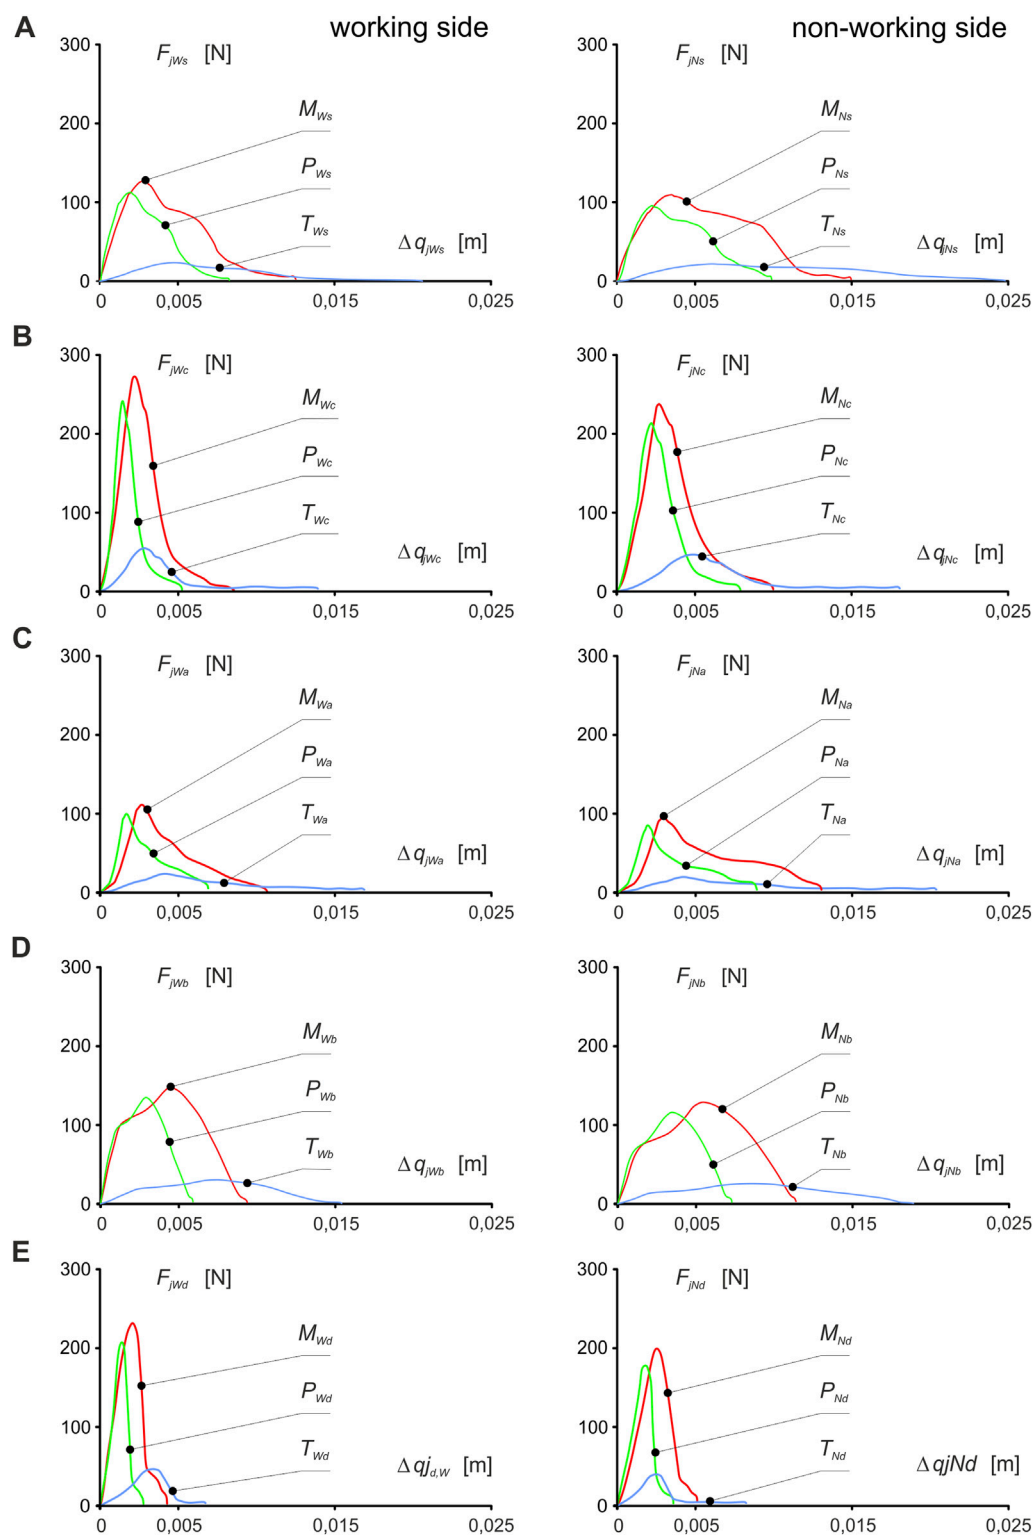 A
working side
non-working side
F_jWs [N]
F_jNs [N]
300
200
100
0
M_Ws
P_Ws
T_Ws
Δq_jWs [m]
0
0,005
0,015
0,025
300
200
100
0
M_Ns
P_Ns
T_Ns
Δq_jNs [m]
0
0,005
0,015
0,025
B
F_jWc [N]
F_jNc [N]
300
200
100
0
M_Wc
P_Wc
T_Wc
Δq_jWc [m]
0
0,005
0,015
0,025
300
200
100
0
M_Nc
P_Nc
T_Nc
Δq_jNc [m]
0
0,005
0,015
0,025
C
F_jWa [N]
F_jNa [N]
300
200
100
0
M_Wa
P_Wa
T_Wa
Δq_jWa [m]
0
0,005
0,015
0,025
300
200
100
0
M_Na
P_Na
T_Na
Δq_jNa [m]
0
0,005
0,015
0,025
D
F_jWb [N]
F_jNb [N]
300
200
100
0
M_Wb
P_Wb
T_Wb
Δq_jWb [m]
0
0,005
0,015
0,025
300
200
100
0
M_Nb
P_Nb
T_Nb
Δq_jNb [m]
0
0,005
0,015
0,025
E
F_jWd [N]
F_jNd [N]
300
200
100
0
M_Wd
P_Wd
T_Wd
Δqj_d,W [m]
0
0,005
0,015
0,025
300
200
100
0
M_Nd
P_Nd
T_Nd
ΔqjNd [m]
0
0,005
0,015
0,025